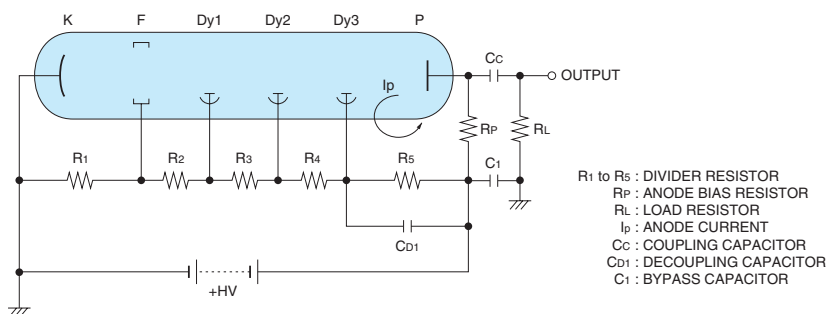 K F Dy1 Dy2 Dy3 P
CC
OUTPUT
Ip
RP RL
R1 R2 R3 R4 R5 C1
CD1
+HV
R1 to R5 : DIVIDER RESISTOR
RP : ANODE BIAS RESISTOR
RL : LOAD RESISTOR
Ip : ANODE CURRENT
CC : COUPLING CAPACITOR
CD1 : DECOUPLING CAPACITOR
C1 : BYPASS CAPACITOR